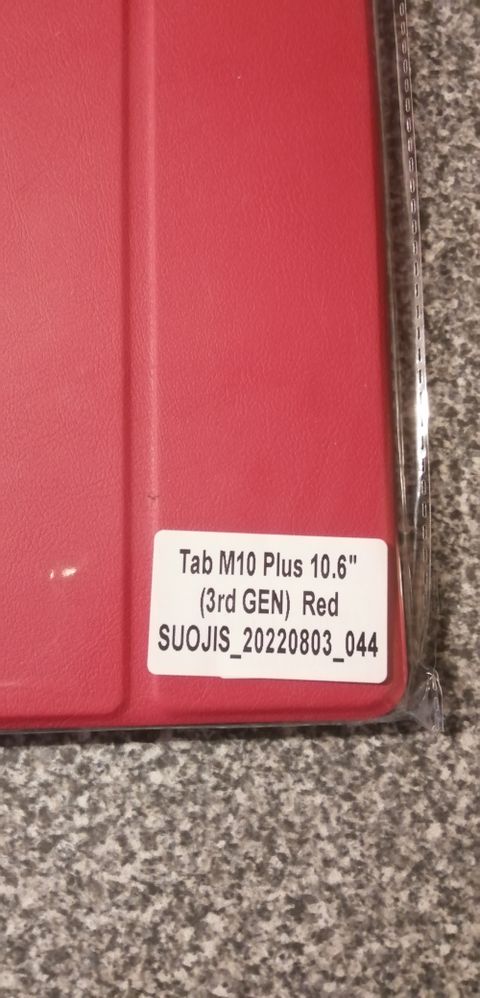 Tab M10 Plus 10.6"
(3rd GEN) Red
SUOJIS_20220803_044